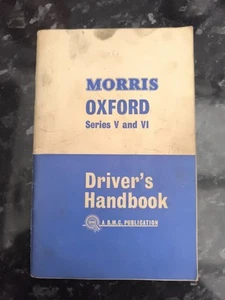 MORRIS
OXFORD
Series V and VI
Driver's
Handbook
A B.M.C. PUBLICATION